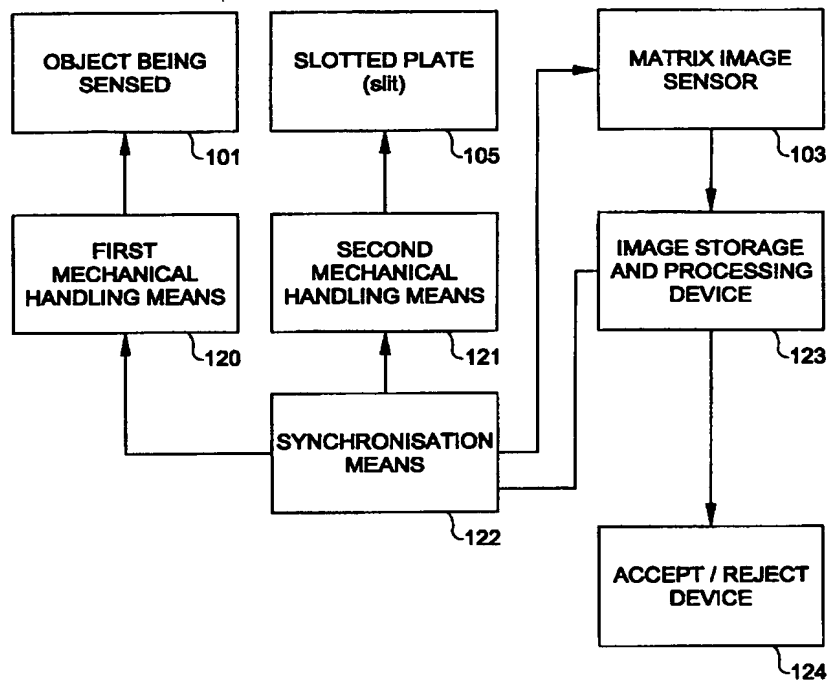 OBJECT BEING
SENSED
101
SLOTTED PLATE
(slit)
105
MATRIX IMAGE
SENSOR
103
FIRST
MECHANICAL
HANDLING MEANS
120
SECOND
MECHANICAL
HANDLING MEANS
121
IMAGE STORAGE
AND PROCESSING
DEVICE
123
SYNCHRONISATION
MEANS
122
ACCEPT / REJECT
DEVICE
124